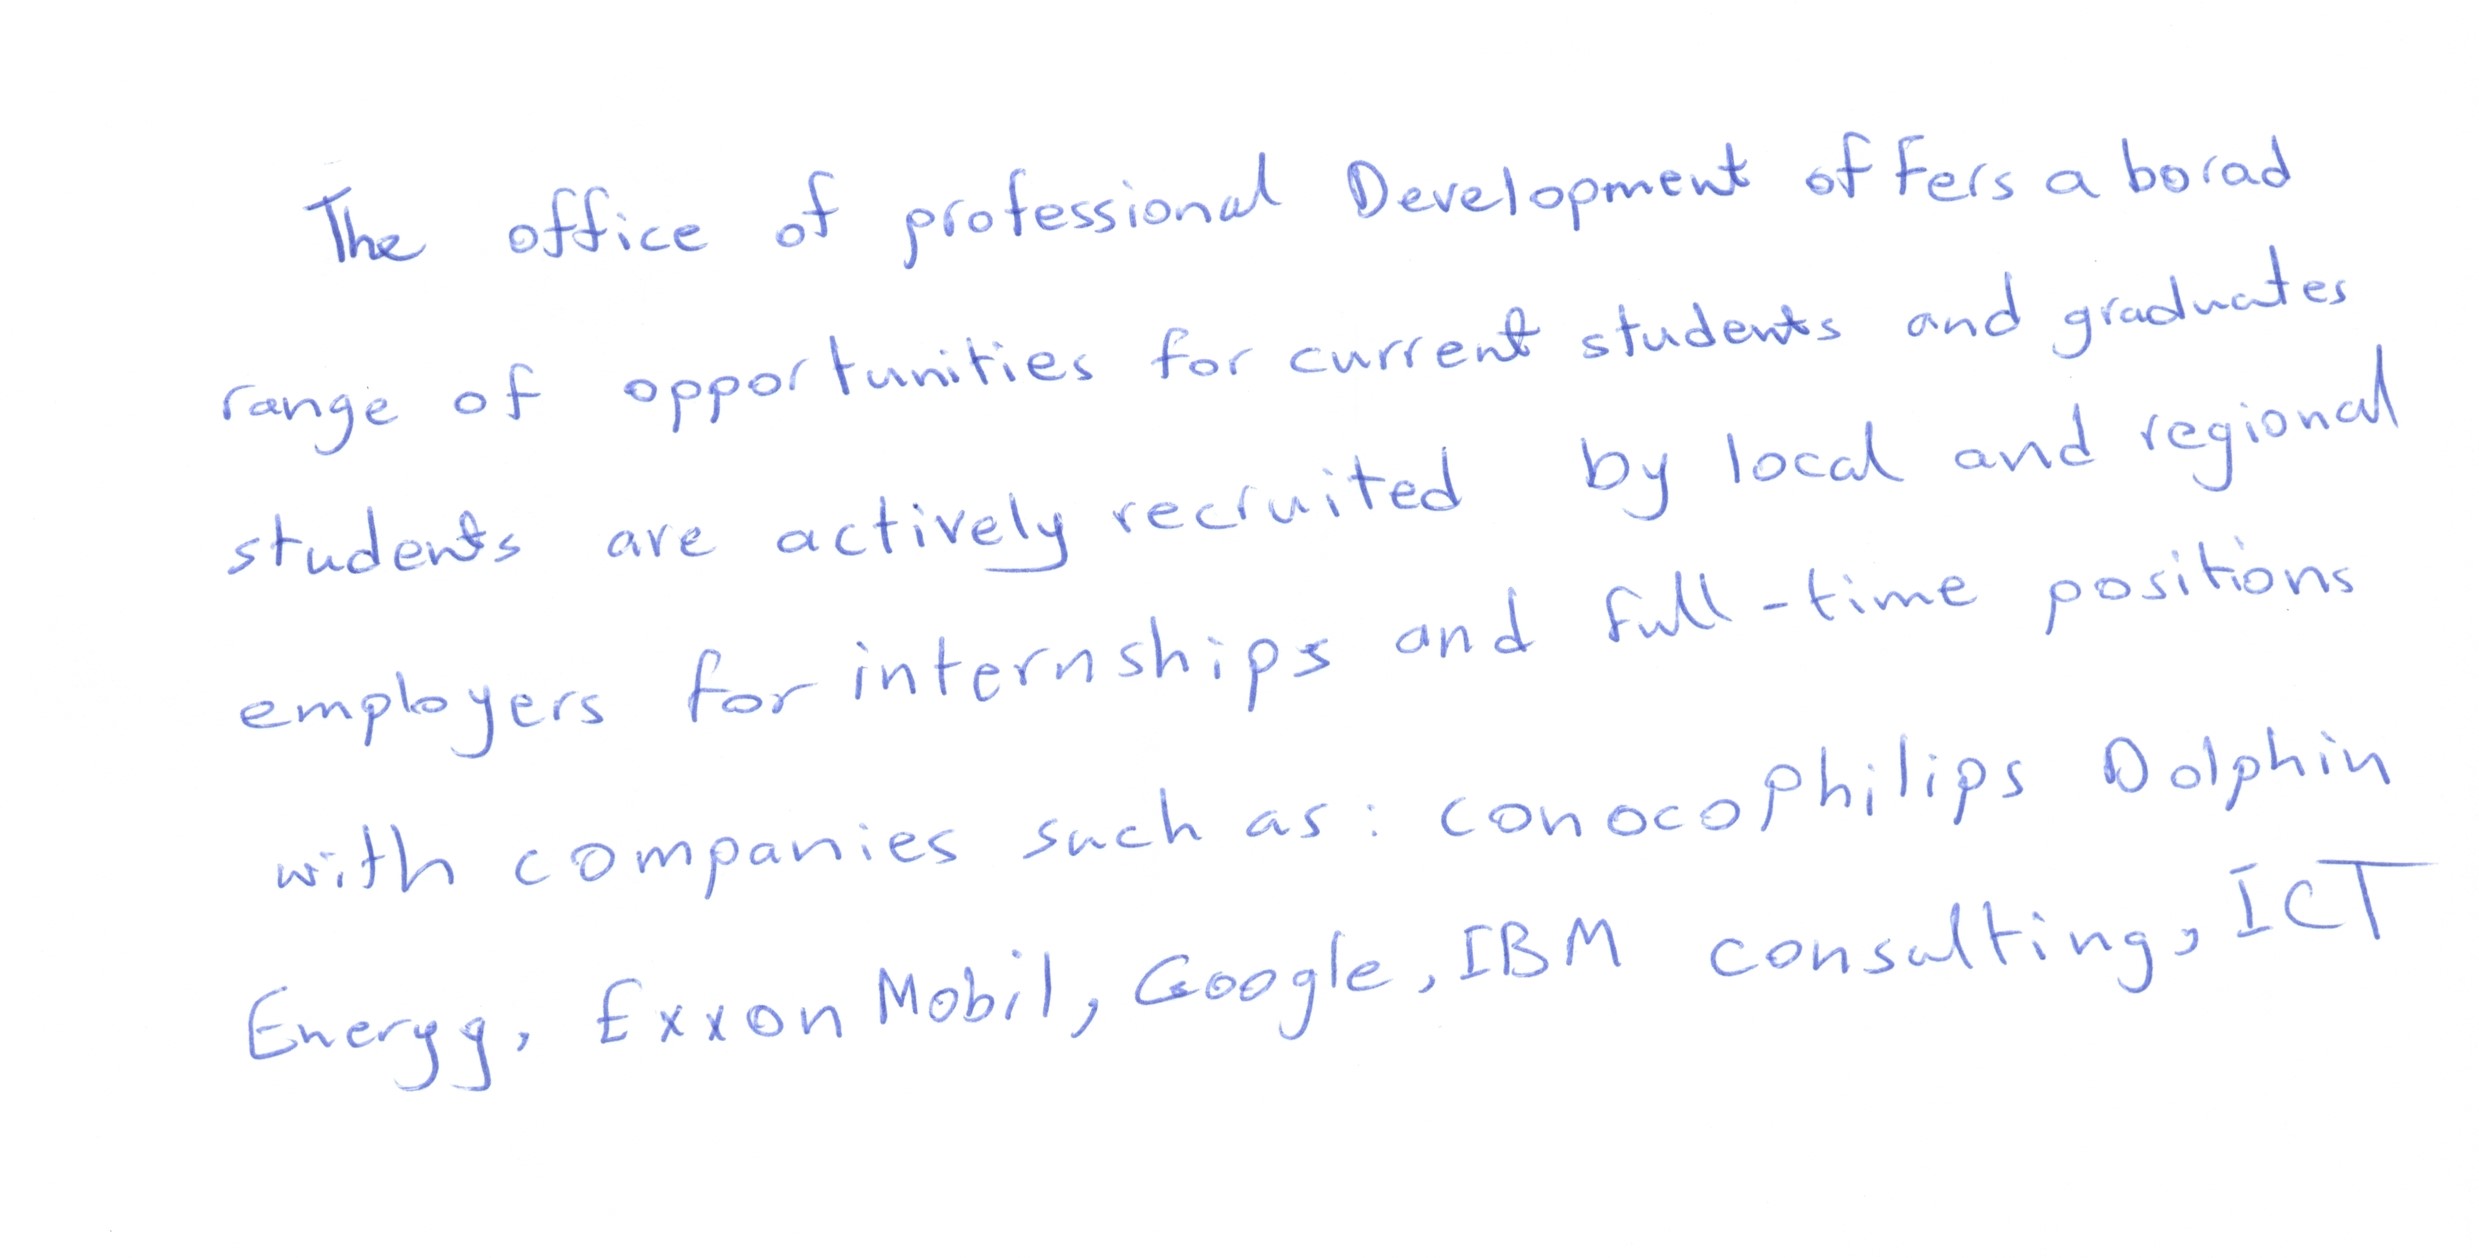 The office of professional Development offers a borad
range of opportunities for current students and graduates
students are actively recruited by local and regional
employers for internships and full-time positions
with companies such as: conocophilips Dolphin
Energy, Exxon Mobil, Google, IBM consulting, ICT